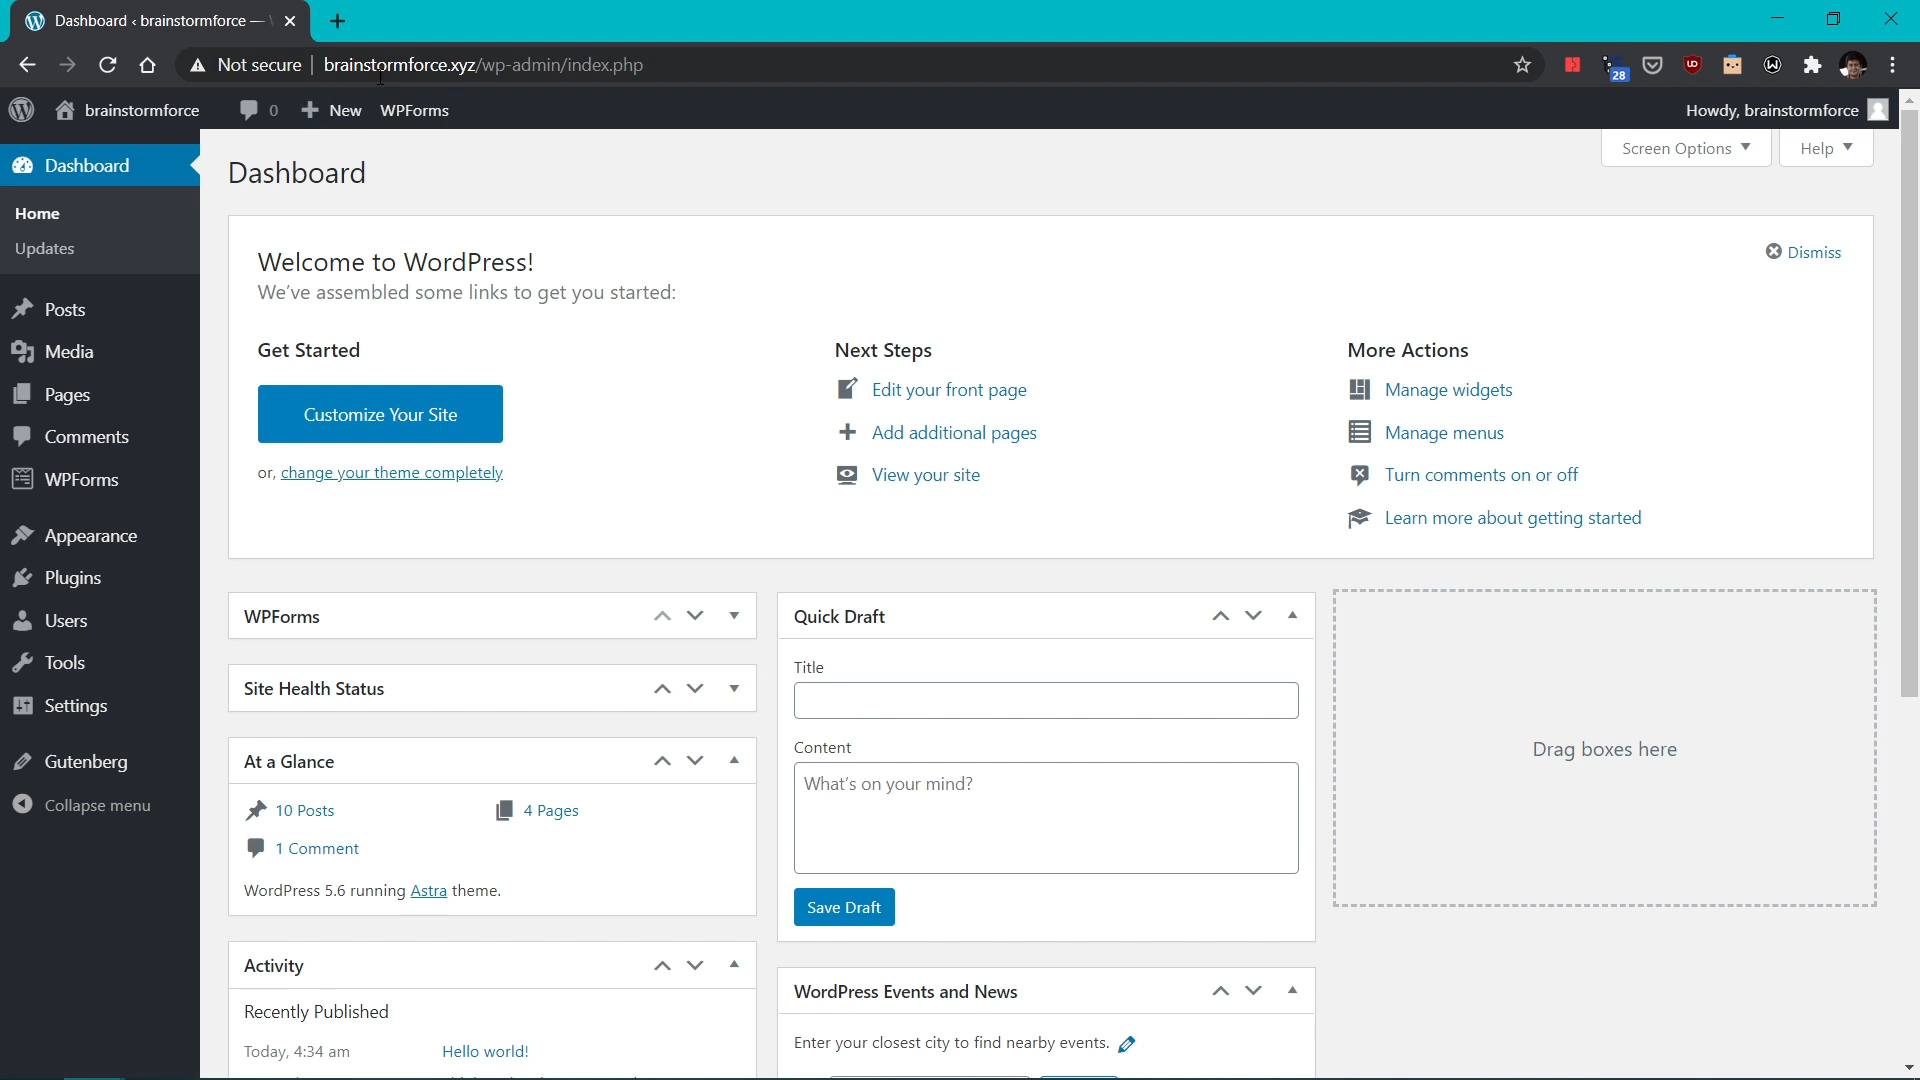 Dashboard ‹ brainstormforce —
Not secure | brainstormforce.xyz/wp-admin/index.php
28
brainstormforce
0
New
WPForms
Howdy, brainstormforce
Dashboard
Home
Updates
Posts
Media
Pages
Comments
WPForms
Appearance
Plugins
Users
Tools
Settings
Gutenberg
Collapse menu
Dashboard
Screen Options
Help
Welcome to WordPress!
We've assembled some links to get you started:
Dismiss
Get Started
Customize Your Site
or, change your theme completely
Next Steps
Edit your front page
Add additional pages
View your site
More Actions
Manage widgets
Manage menus
Turn comments on or off
Learn more about getting started
WPForms
Site Health Status
At a Glance
10 Posts
4 Pages
1 Comment
WordPress 5.6 running Astra theme.
Activity
Recently Published
Today, 4:34 am
Hello world!
Quick Draft
Title
Content
What's on your mind?
Save Draft
WordPress Events and News
Enter your closest city to find nearby events.
Drag boxes here